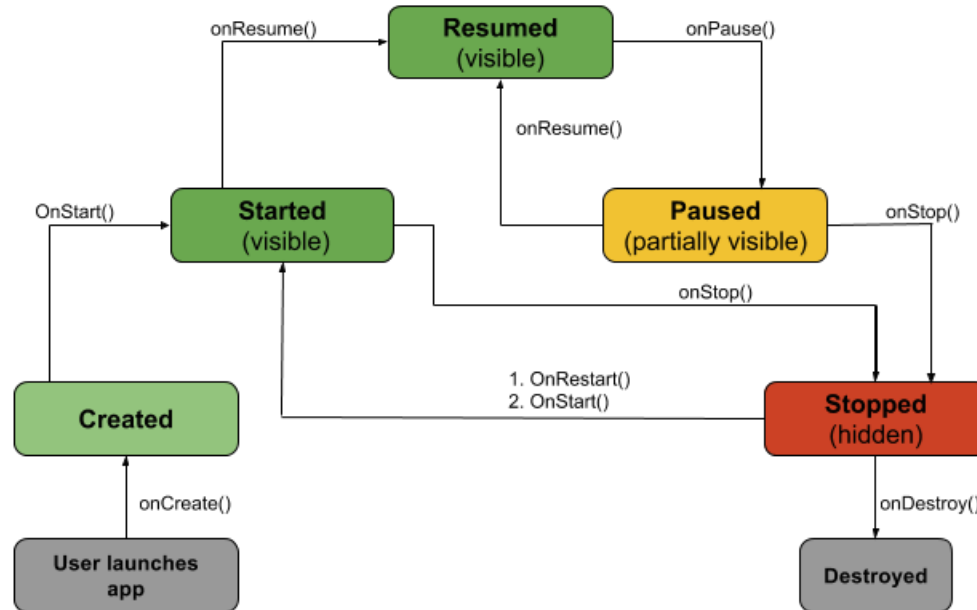 onResume()
Resumed
(visible)
onPause()
onResume()
OnStart()
Started
(visible)
Paused
(partially visible)
onStop()
onStop()
1. OnRestart()
2. OnStart()
Created
Stopped
(hidden)
onCreate()
onDestroy()
User launches
app
Destroyed